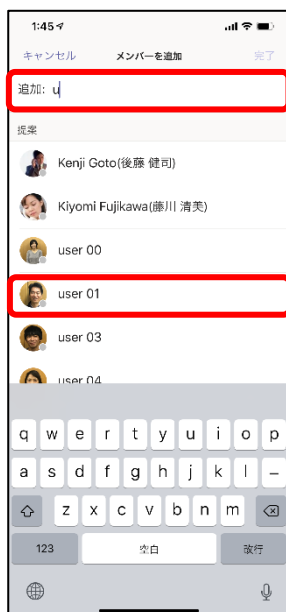 1:45
キャンセル メンバーを追加 完了
追加: u
提案
Kenji Goto(後藤 健司)
Kiyomi Fujikawa(藤川 清美)
user 00
user 01
user 03
user 04
q w e r t y u i o p
a s d f g h j k l –
z x c v b n m
123 空白 改行